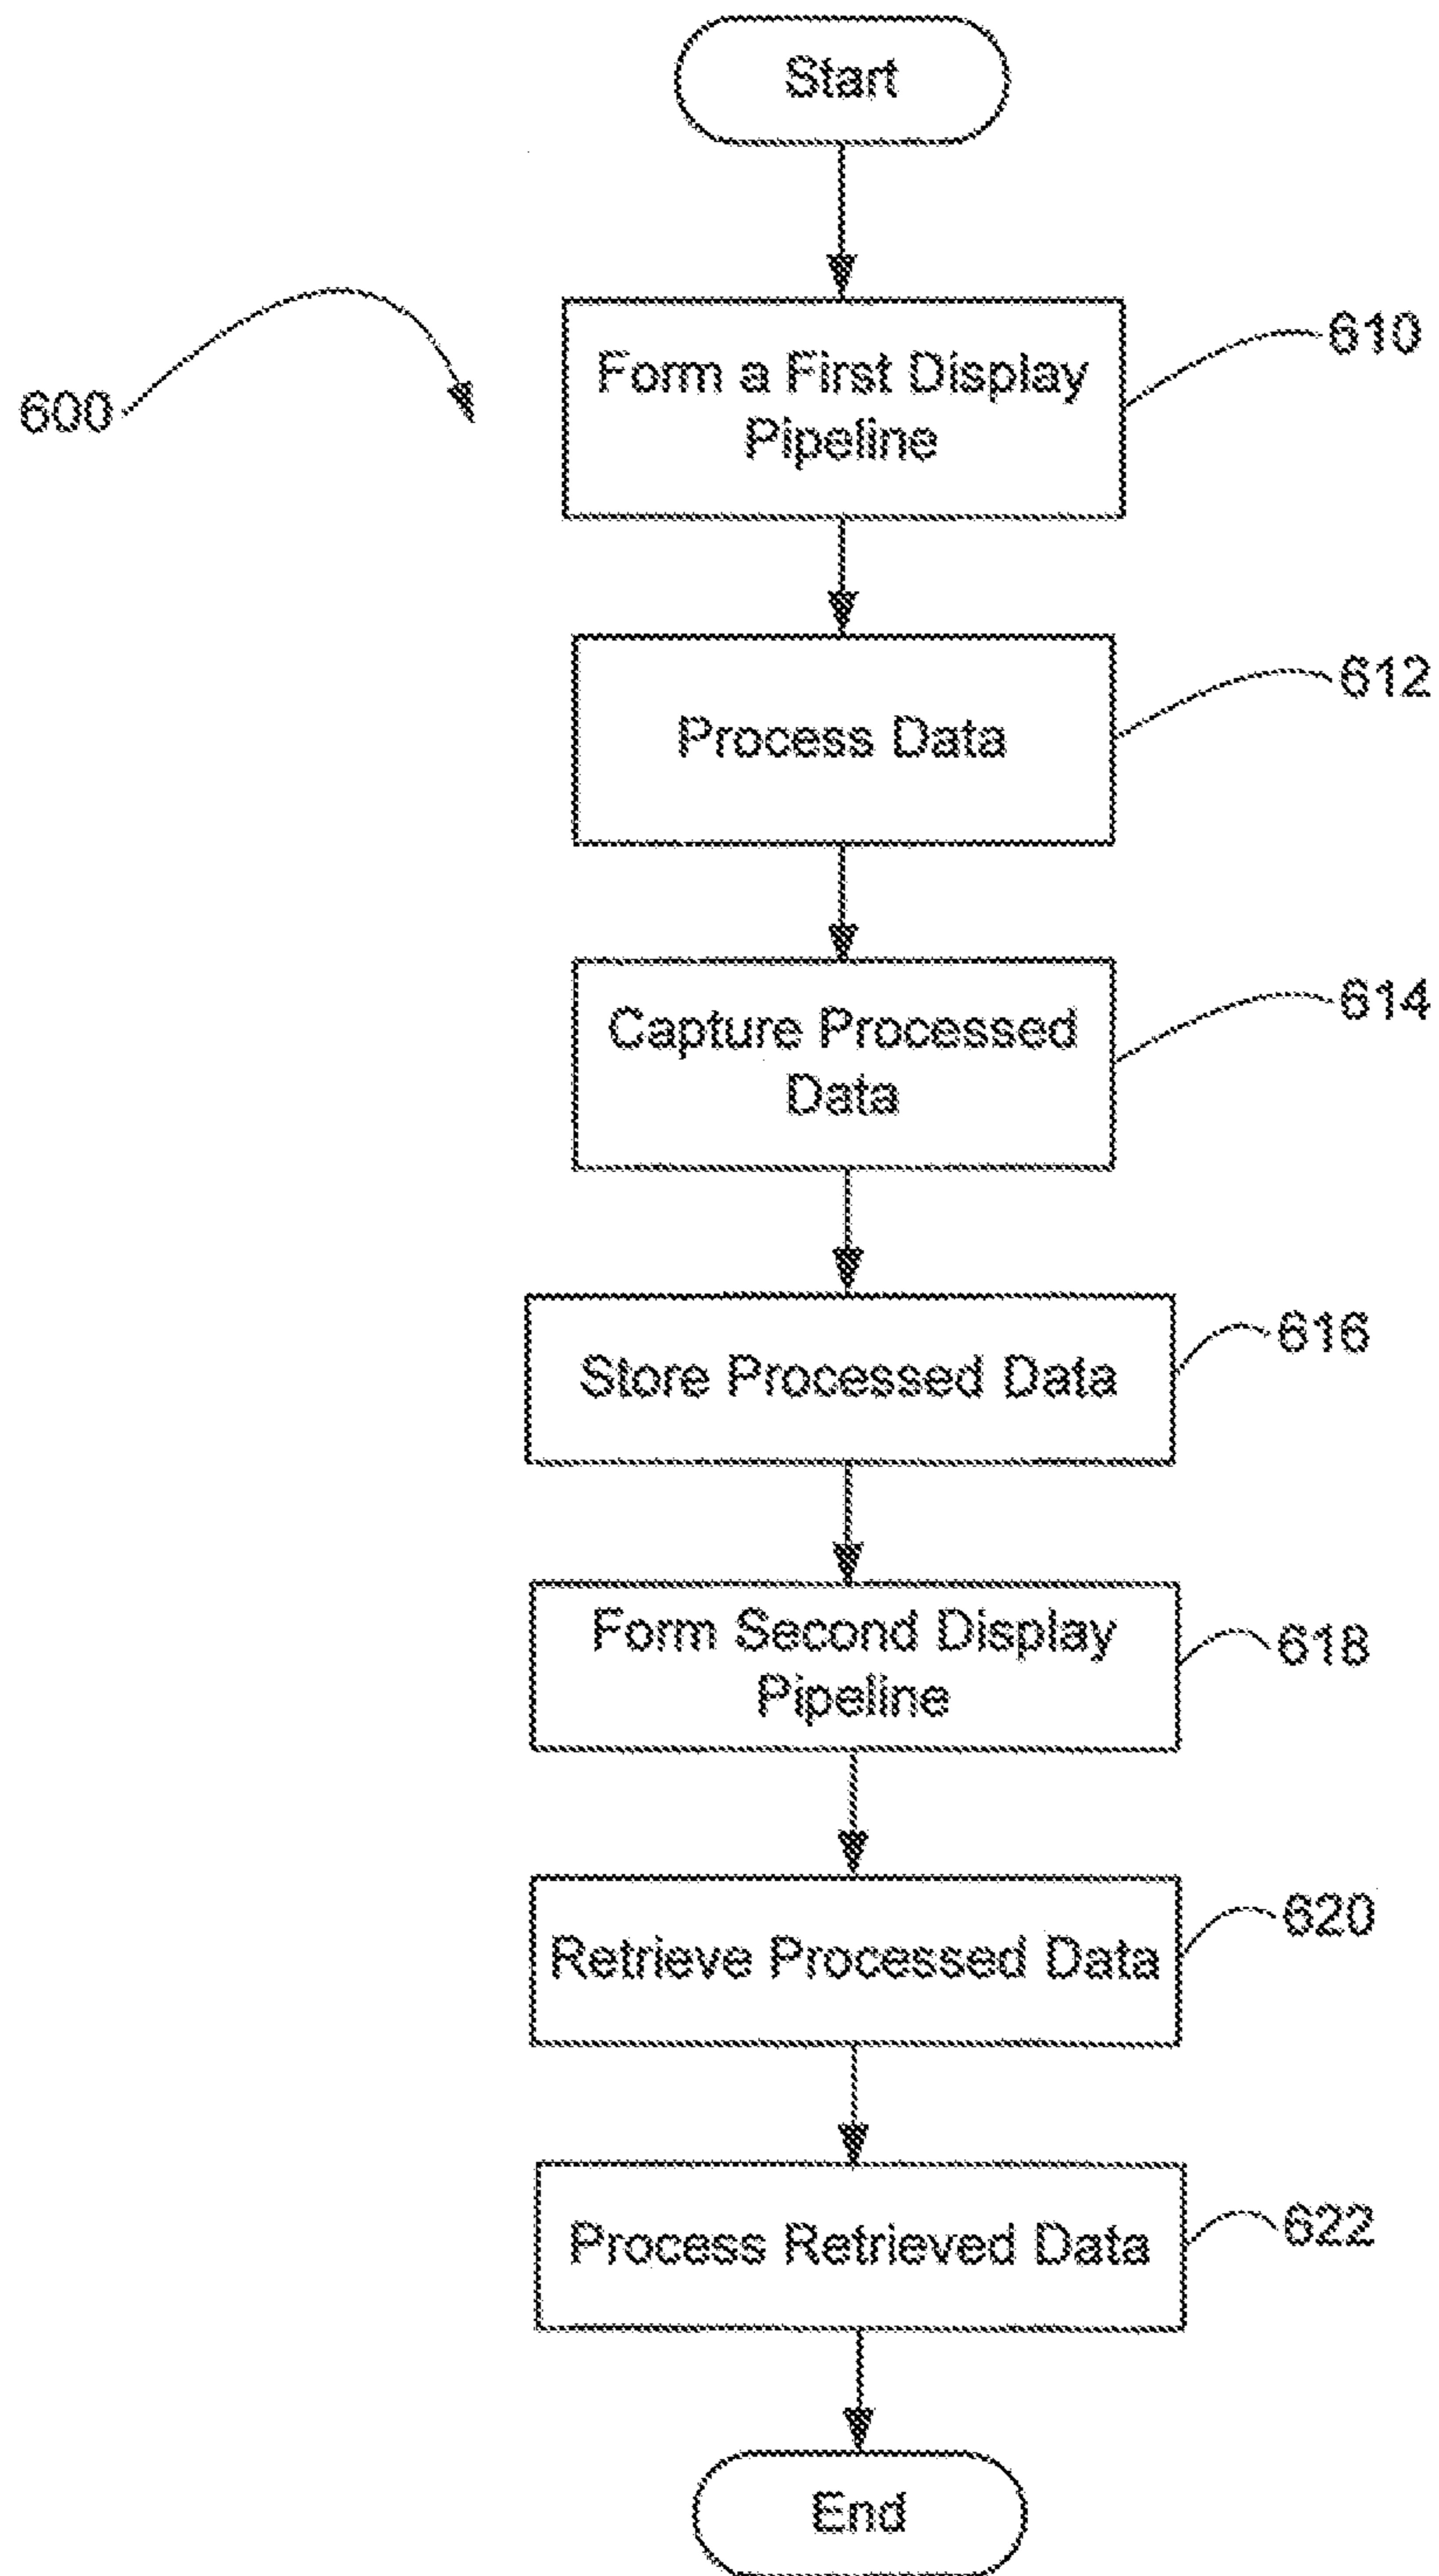 Start
600
Form a First Display
Pipeline
610
Process Data
612
Capture Processed
Data
614
Store Processed Data
616
Form Second Display
Pipeline
618
Retrieve Processed Data
620
Process Retrieved Data
622
End